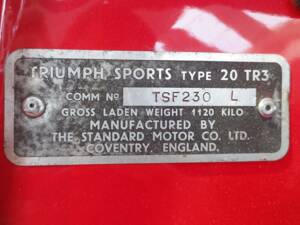 TRIUMPH SPORTS TYPE 20 TR3
COMM Nº TSF230 L
GROSS LADEN WEIGHT 1120 KILO
MANUFACTURED BY
THE STANDARD MOTOR CO. LTD.
COVENTRY, ENGLAND.